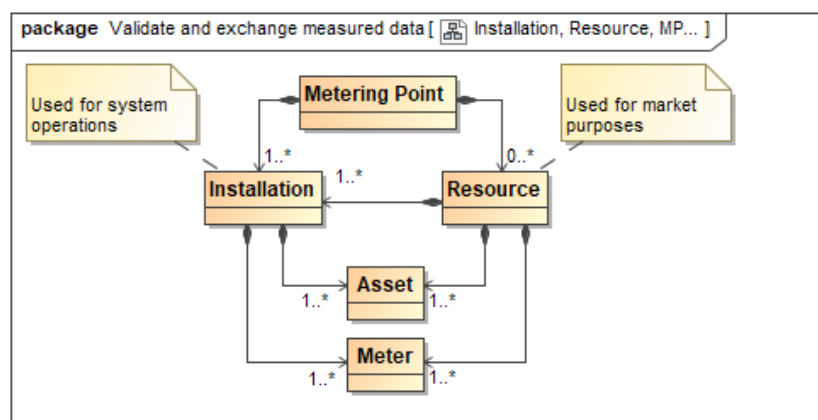 package Validate and exchange measured data [ Installation, Resource, MP... ]
Used for system
operations
Metering Point
Used for market
purposes
1..*
0..*
Installation
1..*
Resource
Asset
1..*
1..*
Meter
1..*
1..*